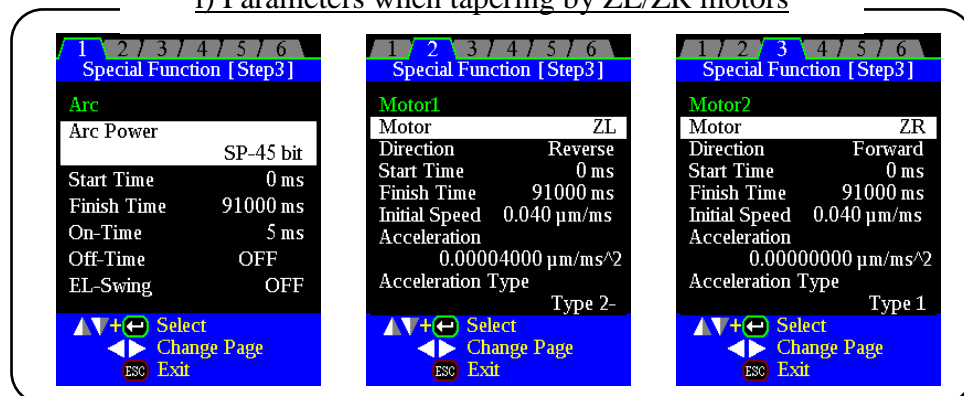 i) Parameters when tapering by ZL/ZR motors
1 2 3 4 5 6
Special Function [Step3]
Arc
Arc Power
SP-45 bit
Start Time 0 ms
Finish Time 91000 ms
On-Time 5 ms
Off-Time OFF
EL-Swing OFF
+ Select
Change Page
ESC Exit
1 2 3 4 5 6
Special Function [Step3]
Motor1
Motor ZL
Direction Reverse
Start Time 0 ms
Finish Time 91000 ms
Initial Speed 0.040 μm/ms
Acceleration
0.00004000 μm/ms^2
Acceleration Type
Type 2-
+ Select
Change Page
ESC Exit
1 2 3 4 5 6
Special Function [Step3]
Motor2
Motor ZR
Direction Forward
Start Time 0 ms
Finish Time 91000 ms
Initial Speed 0.040 μm/ms
Acceleration
0.00000000 μm/ms^2
Acceleration Type
Type 1
+ Select
Change Page
ESC Exit